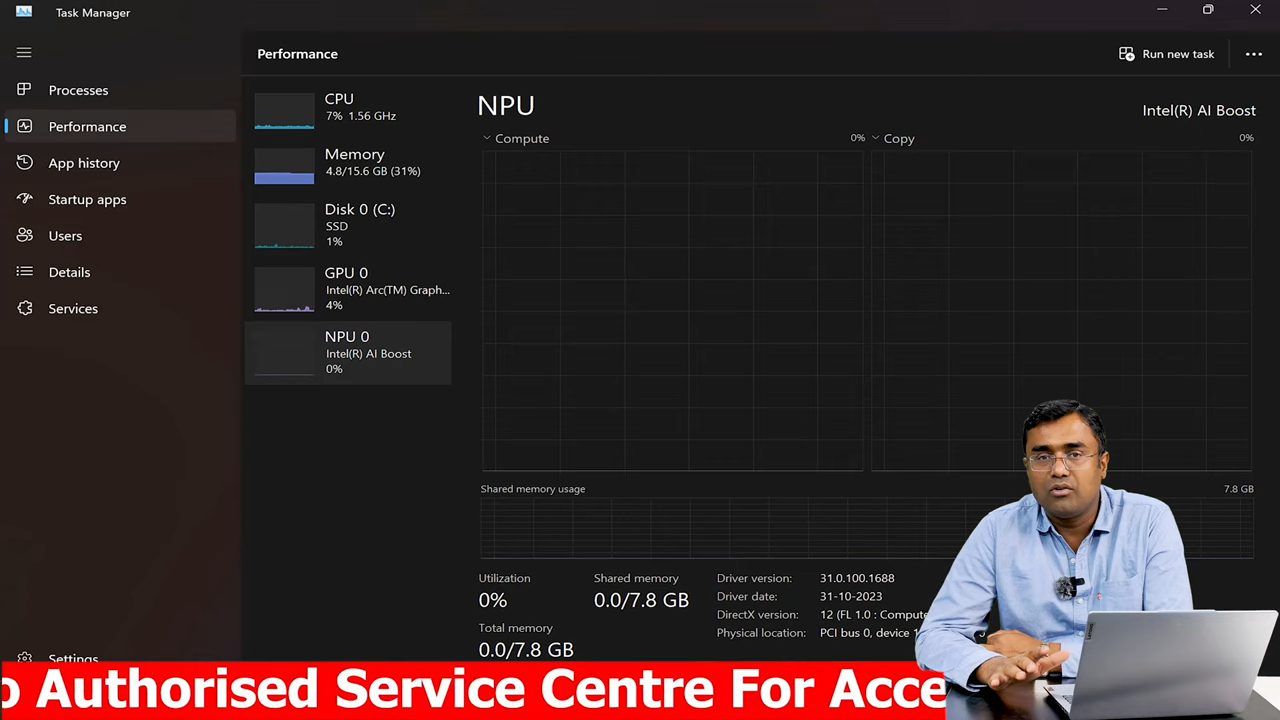 Task Manager
Performance
Run new task
Processes
Performance
App history
Startup apps
Users
Details
Services
Settings
CPU
7% 1.56 GHz
Memory
4.8/15.6 GB (31%)
Disk 0 (C:)
SSD
1%
GPU 0
Intel(R) Arc(TM) Graph...
4%
NPU 0
Intel(R) AI Boost
0%
NPU
Intel(R) AI Boost
Compute
0%
Copy
0%
Shared memory usage
7.8 GB
Utilization
0%
Shared memory
0.0/7.8 GB
Total memory
0.0/7.8 GB
Driver version: 31.0.100.1688
Driver date: 31-10-2023
DirectX version: 12 (FL 1.0 : Compute
Physical location: PCI bus 0, device 1
o Authorised Service Centre For Acce